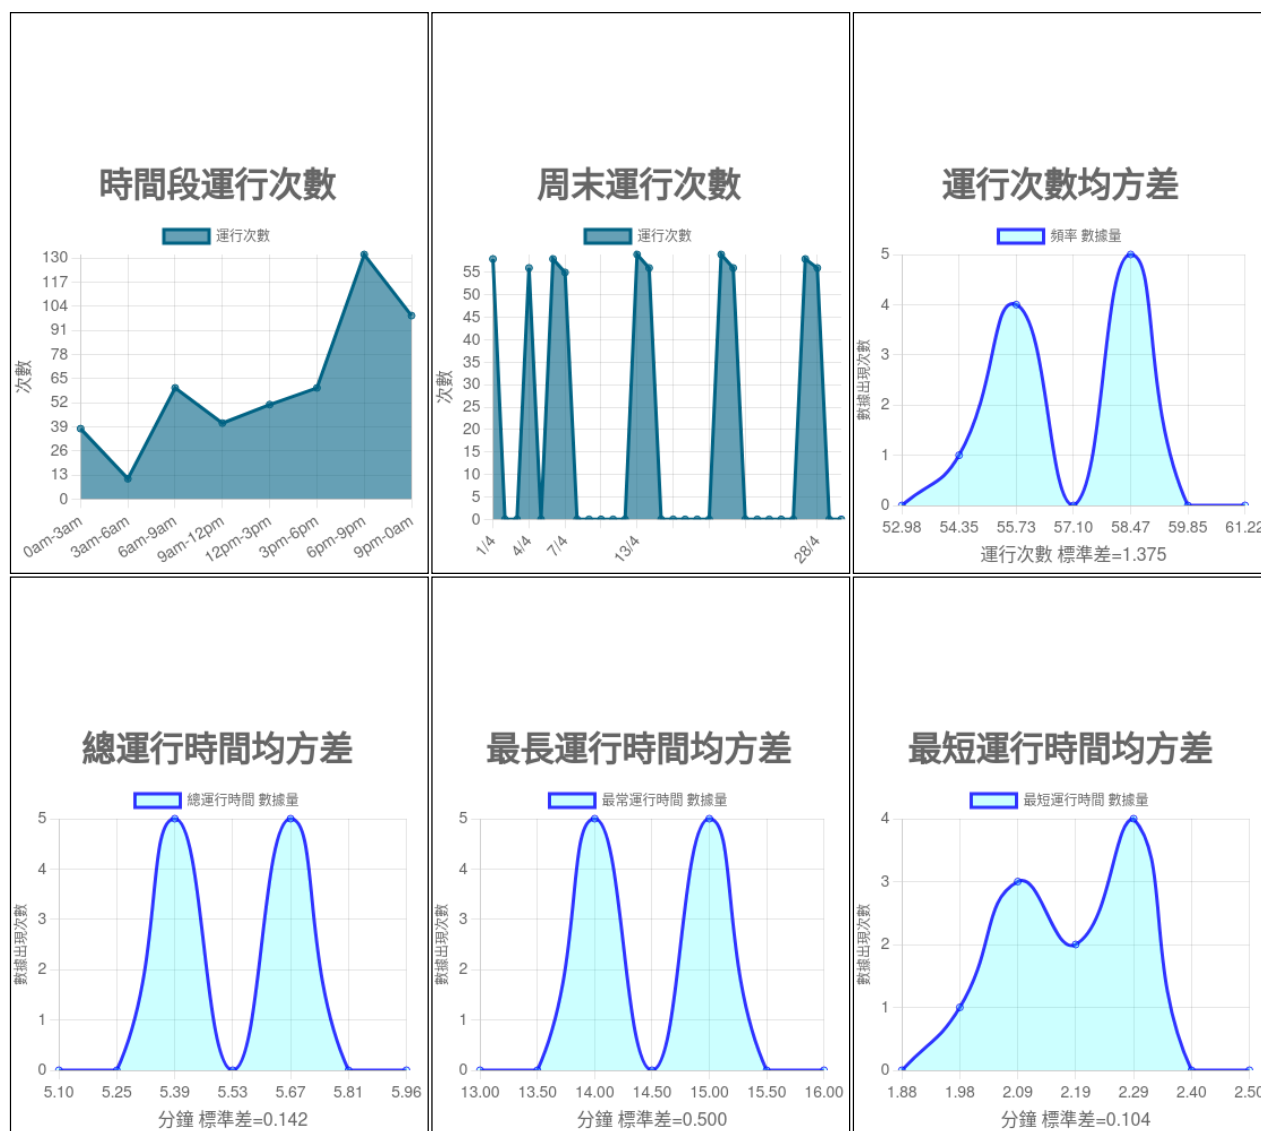 時間段運行次數
運行次數
130
117
104
91
78
65
52
39
26
13
0
次數
0am-3am
3am-6am
6am-9am
9am-12pm
12pm-3pm
3pm-6pm
6pm-9pm
9pm-0am
周末運行次數
運行次數
55
50
45
40
35
30
25
20
15
10
5
0
次數
1/4
4/4
7/4
13/4
28/4
運行次數均方差
頻率 數據量
5
4
3
2
1
0
數據出現次數
52.98 54.35 55.73 57.10 58.47 59.85 61.22
運行次數 標準差=1.375
總運行時間均方差
總運行時間 數據量
5
4
3
2
1
0
數據出現次數
5.10 5.25 5.39 5.53 5.67 5.81 5.96
分鐘 標準差=0.142
最長運行時間均方差
最常運行時間 數據量
5
4
3
2
1
0
數據出現次數
13.00 13.50 14.00 14.50 15.00 15.50 16.00
分鐘 標準差=0.500
最短運行時間均方差
最短運行時間 數據量
4
3
2
1
0
數據出現次數
1.88 1.98 2.09 2.19 2.29 2.40 2.50
分鐘 標準差=0.104